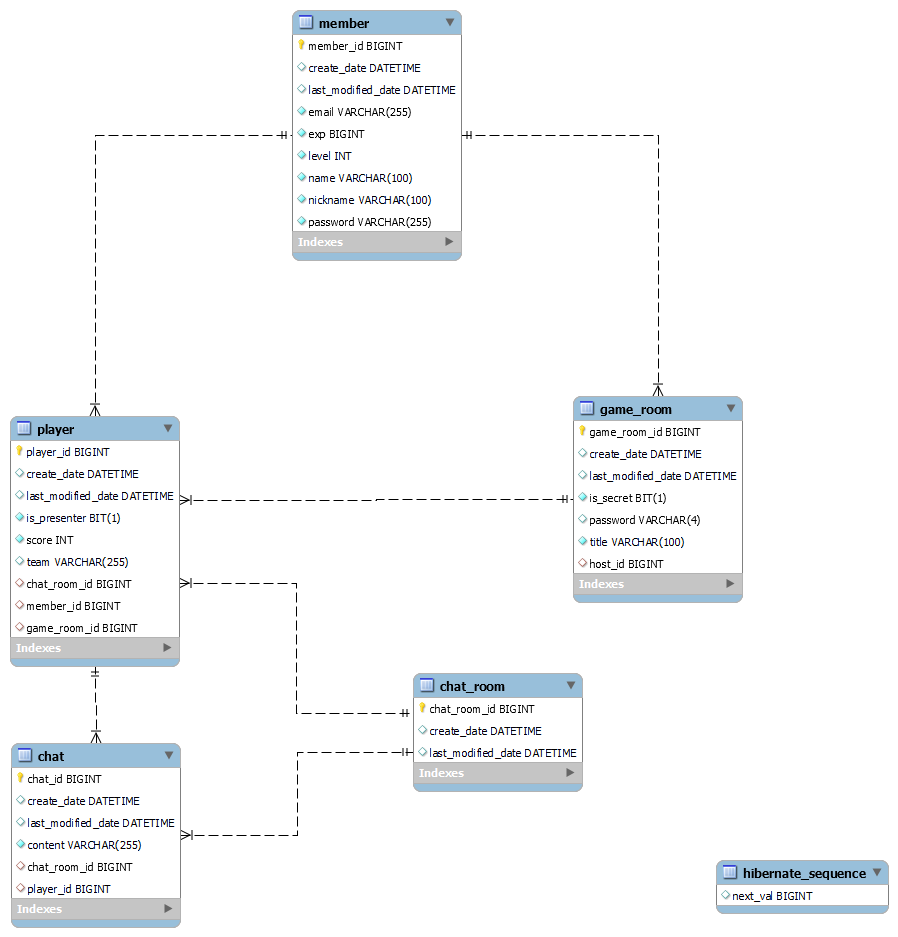 member
member_id BIGINT
create_date DATETIME
last_modified_date DATETIME
email VARCHAR(255)
exp BIGINT
level INT
name VARCHAR(100)
nickname VARCHAR(100)
password VARCHAR(255)
Indexes
player
player_id BIGINT
create_date DATETIME
last_modified_date DATETIME
is_presenter BIT(1)
score INT
team VARCHAR(255)
chat_room_id BIGINT
member_id BIGINT
game_room_id BIGINT
Indexes
game_room
game_room_id BIGINT
create_date DATETIME
last_modified_date DATETIME
is_secret BIT(1)
password VARCHAR(4)
title VARCHAR(100)
host_id BIGINT
Indexes
chat_room
chat_room_id BIGINT
create_date DATETIME
last_modified_date DATETIME
Indexes
chat
chat_id BIGINT
create_date DATETIME
last_modified_date DATETIME
content VARCHAR(255)
chat_room_id BIGINT
player_id BIGINT
Indexes
hibernate_sequence
next_val BIGINT